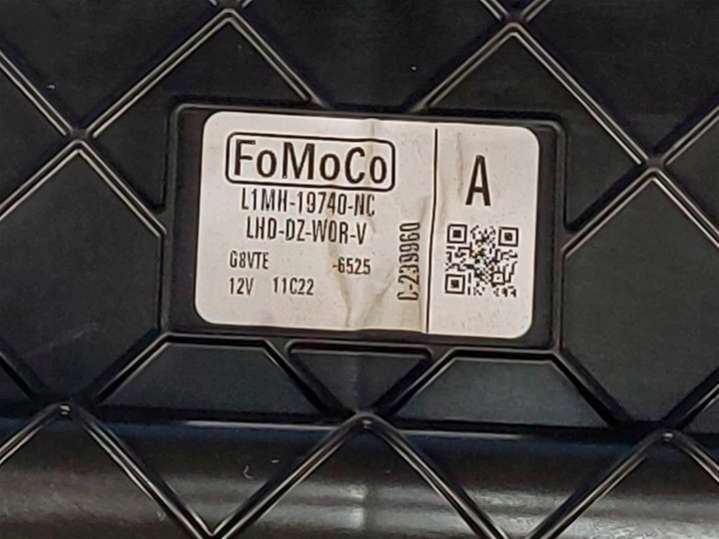 FoMoCo
L1MH-19740-NC
LHD-DZ-WOR-V
G8VTE -6525
12V 11C22
C-239960
A